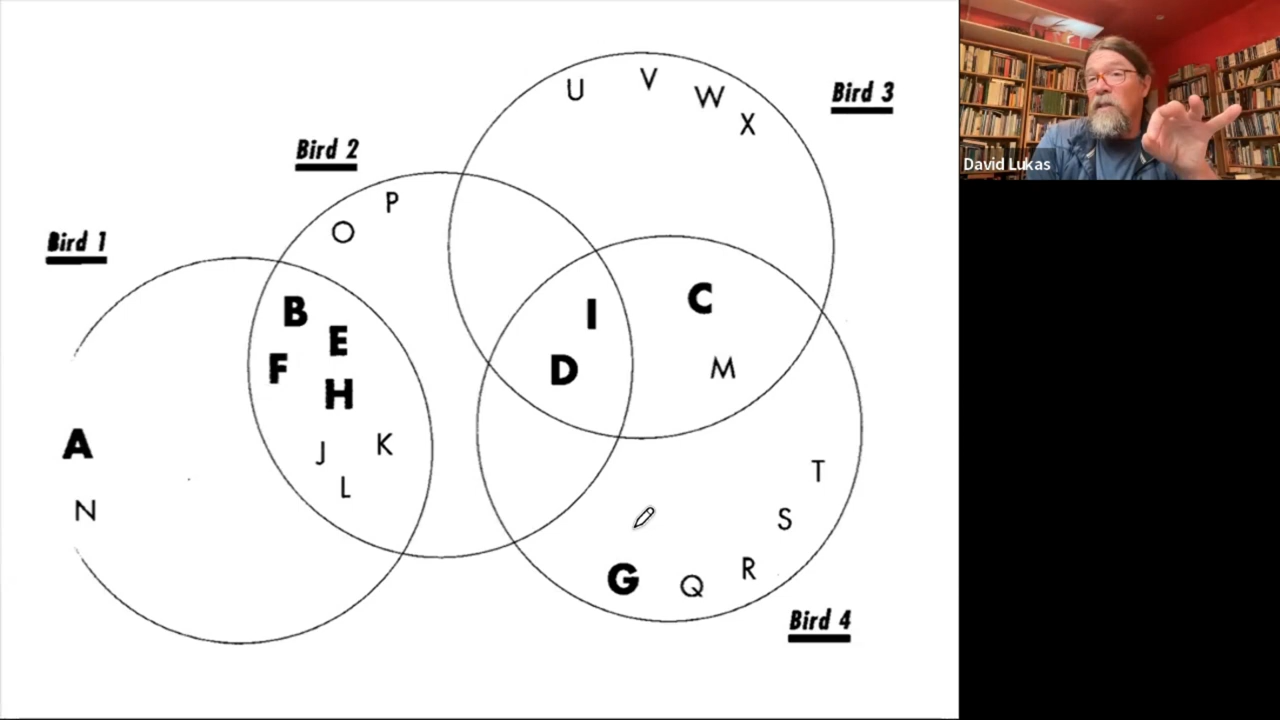 U V W X
Bird 3
David Lukas
Bird 2
P
O
Bird 1
B E
F H
J K
L
I C
D M
A
N
T
S
R
G Q
Bird 4